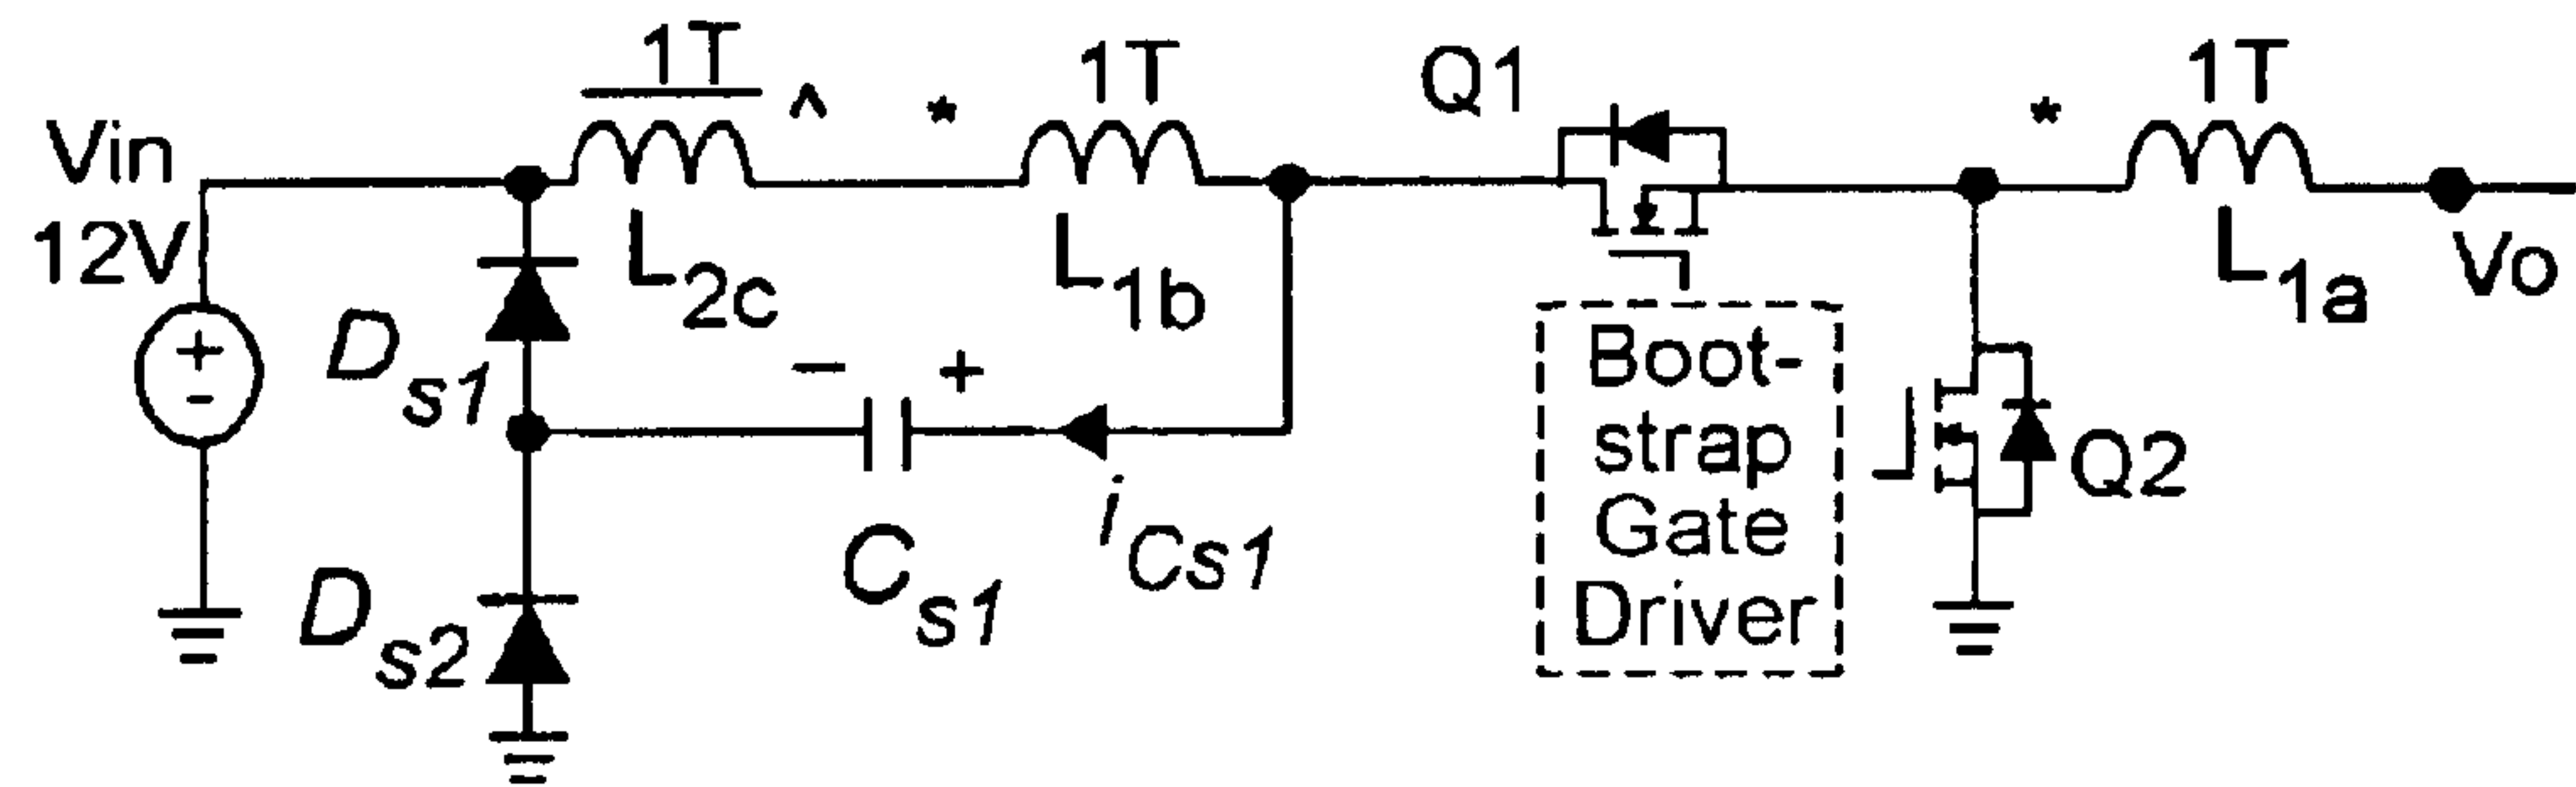 1T
^
*
1T
Q1
*
1T
Vin
12V
+
-
L2c
L1b
L1a
Vo
Ds1
− +
Cs1
iCs1
Boot-
strap
Gate
Driver
Q2
Ds2